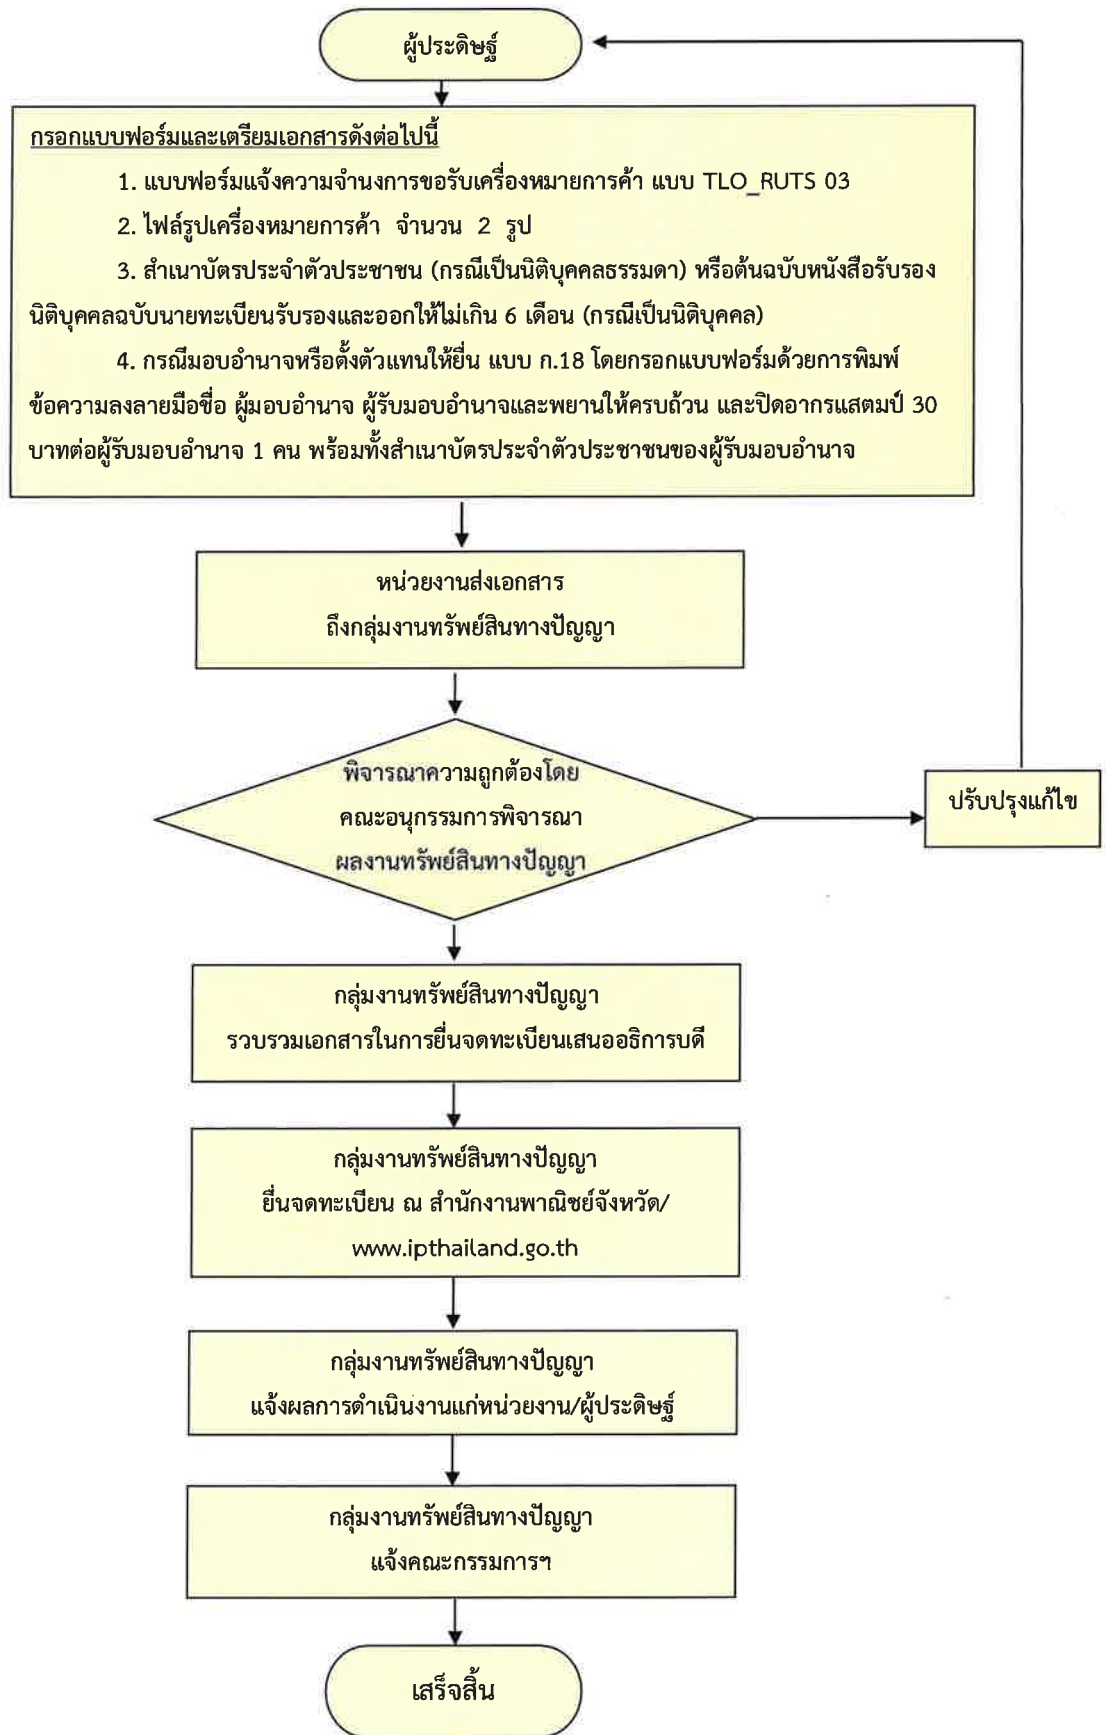 ผู้ประดิษฐ์
กรอกแบบฟอร์มและเตรียมเอกสารดังต่อไปนี้
1. แบบฟอร์มแจ้งความจำนงการขอรับเครื่องหมายการค้า แบบ TLO_RUTS 03
2. ไฟล์รูปเครื่องหมายการค้า จำนวน 2 รูป
3. สำเนาบัตรประจำตัวประชาชน (กรณีเป็นนิติบุคคลธรรมดา) หรือต้นฉบับหนังสือรับรอง
นิติบุคคลฉบับนายทะเบียนรับรองและออกให้ไม่เกิน 6 เดือน (กรณีเป็นนิติบุคคล)
4. กรณีมอบอำนาจหรือตั้งตัวแทนให้ยื่น แบบ ก.18 โดยกรอกแบบฟอร์มด้วยการพิมพ์
ข้อความลงลายมือชื่อ ผู้มอบอำนาจ ผู้รับมอบอำนาจและพยานให้ครบถ้วน และปิดอากรแสตมป์ 30
บาทต่อผู้รับมอบอำนาจ 1 คน พร้อมทั้งสำเนาบัตรประจำตัวประชาชนของผู้รับมอบอำนาจ
หน่วยงานส่งเอกสาร
ถึงกลุ่มงานทรัพย์สินทางปัญญา
พิจารณาความถูกต้องโดย
คณะอนุกรรมการพิจารณา
ผลงานทรัพย์สินทางปัญญา
ปรับปรุงแก้ไข
กลุ่มงานทรัพย์สินทางปัญญา
รวบรวมเอกสารในการยื่นจดทะเบียนเสนออธิการบดี
กลุ่มงานทรัพย์สินทางปัญญา
ยื่นจดทะเบียน ณ สำนักงานพาณิชย์จังหวัด/
www.ipthailand.go.th
กลุ่มงานทรัพย์สินทางปัญญา
แจ้งผลการดำเนินงานแก่หน่วยงาน/ผู้ประดิษฐ์
กลุ่มงานทรัพย์สินทางปัญญา
แจ้งคณะกรรมการฯ
เสร็จสิ้น